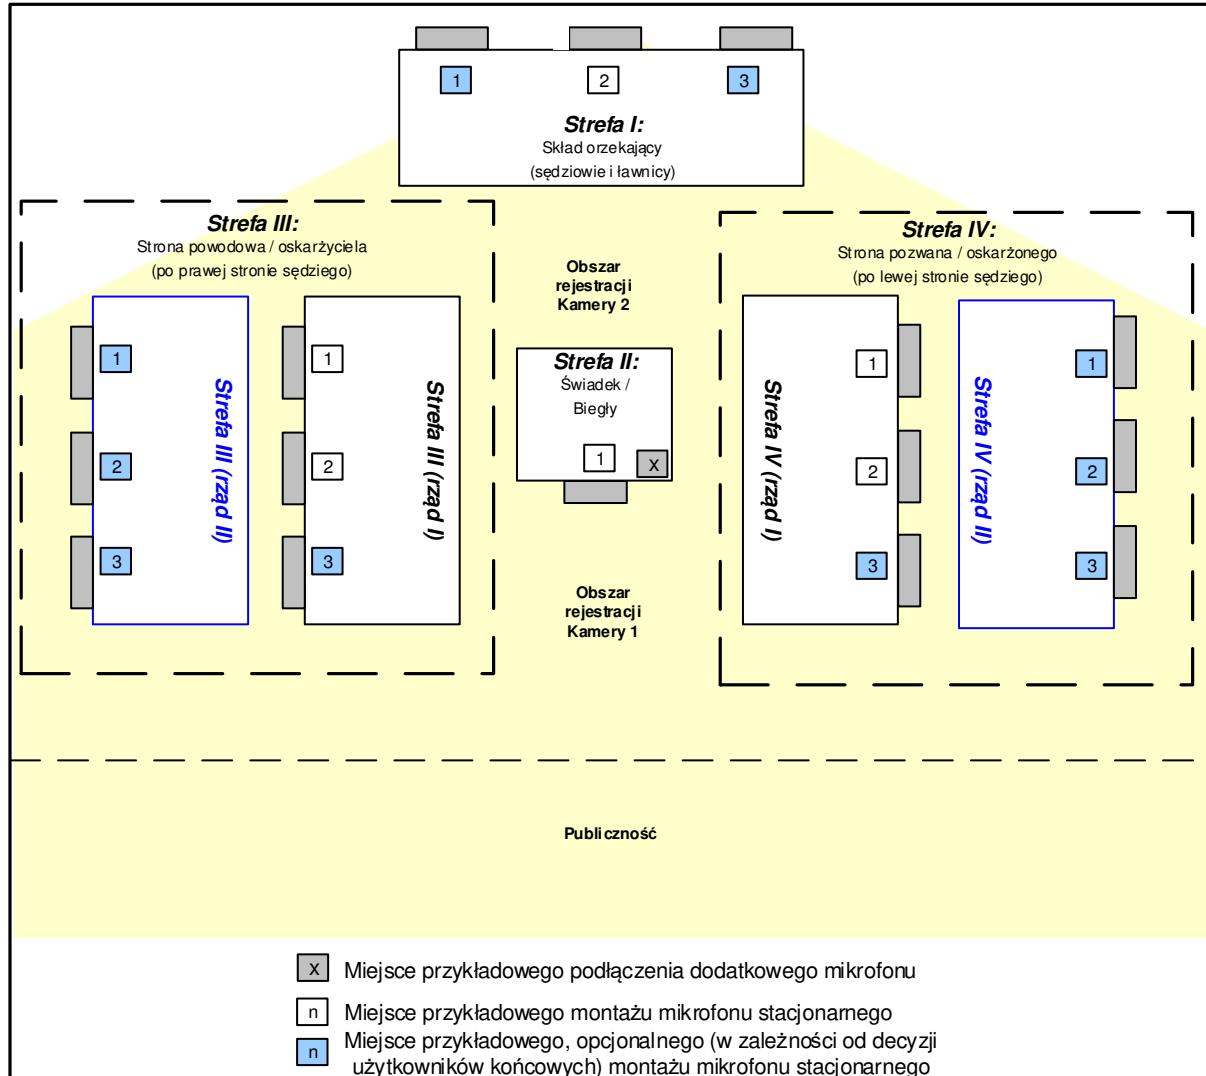 1
2
3
Strefa I:
Skład orzekający
(sędziowie i ławnicy)
Strefa III:
Strona powodowa / oskarżyciela
(po prawej stronie sędziego)
1
2
3
Strefa III (rząd II)
1
2
3
Strefa III (rząd I)
Obszar
rejestracji
Kamery 2
Strefa II:
Świadek /
Biegły
1
x
Obszar
rejestracji
Kamery 1
Strefa IV:
Strona pozwana / oskarżonego
(po lewej stronie sędziego)
Strefa IV (rząd I)
1
2
3
Strefa IV (rząd II)
1
2
3
Publiczność
x Miejsce przykładowego podłączenia dodatkowego mikrofonu
n Miejsce przykładowego montażu mikrofonu stacjonarnego
n Miejsce przykładowego, opcjonalnego (w zależności od decyzji
użytkowników końcowych) montażu mikrofonu stacjonarnego